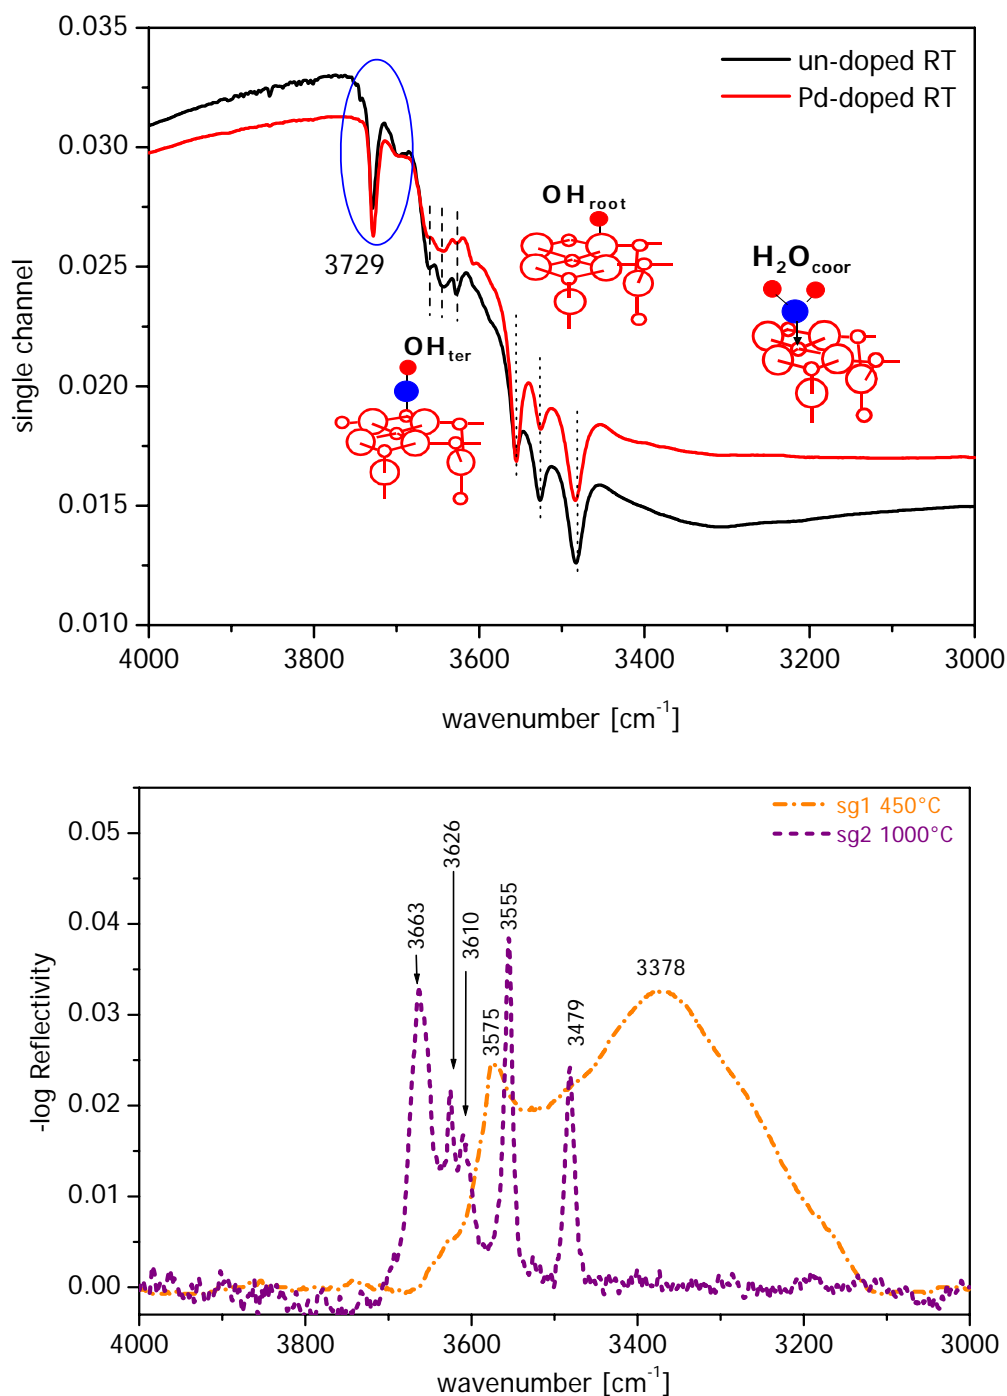 0.035
0.030
0.025
0.020
0.015
0.010
single channel
un-doped RT
Pd-doped RT
3729
OH_root
H₂O_coor
OH_ter
4000 3800 3600 3400 3200 3000
wavenumber [cm⁻¹]
0.05
0.04
0.03
0.02
0.01
0.00
-log Reflectivity
sg1 450°C
sg2 1000°C
3663
3626
3610
3575
3555
3479
3378
4000 3800 3600 3400 3200 3000
wavenumber [cm⁻¹]